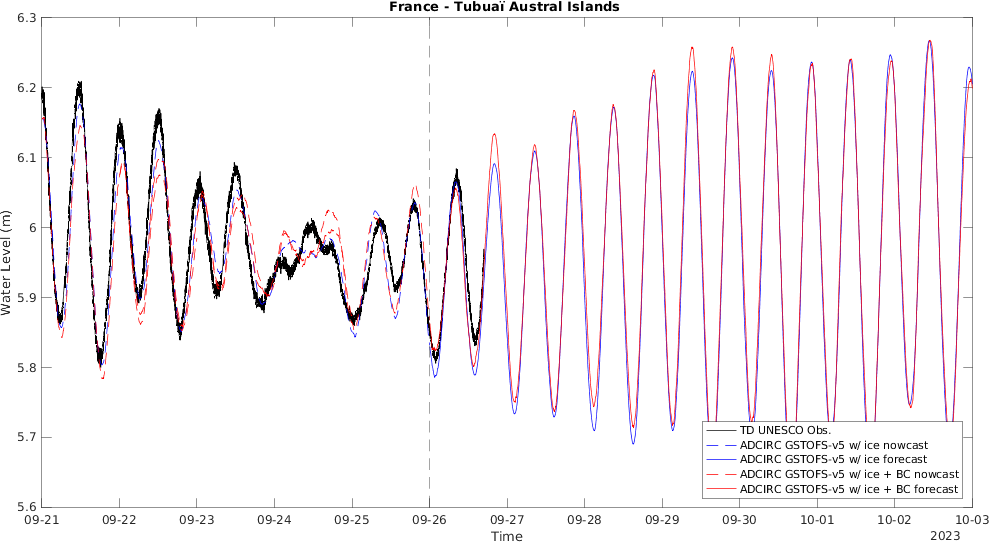 France - Tubuaï Austral Islands
6.3
6.2
6.1
6
5.9
5.8
5.7
5.6
Water Level (m)
TD UNESCO Obs.
ADCIRC GSTOFS-v5 w/ ice nowcast
ADCIRC GSTOFS-v5 w/ ice forecast
ADCIRC GSTOFS-v5 w/ ice + BC nowcast
ADCIRC GSTOFS-v5 w/ ice + BC forecast
09-21 09-22 09-23 09-24 09-25 09-26 09-27 09-28 09-29 09-30 10-01 10-02 10-03
Time
2023